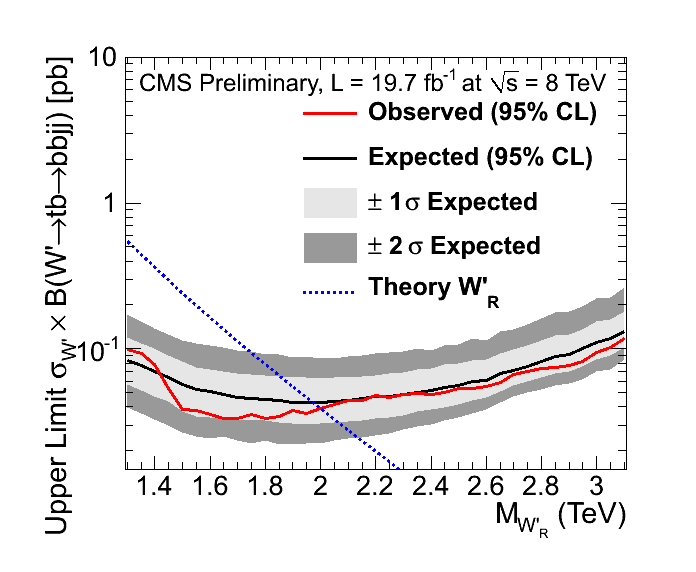 Upper Limit σW' × B(W'→tb→bbjj) [pb]
10
1
10⁻¹
CMS Preliminary, L = 19.7 fb⁻¹ at √s = 8 TeV
Observed (95% CL)
Expected (95% CL)
± 1 σ Expected
± 2 σ Expected
Theory W'R
1.4 1.6 1.8 2 2.2 2.4 2.6 2.8 3
MW'R (TeV)